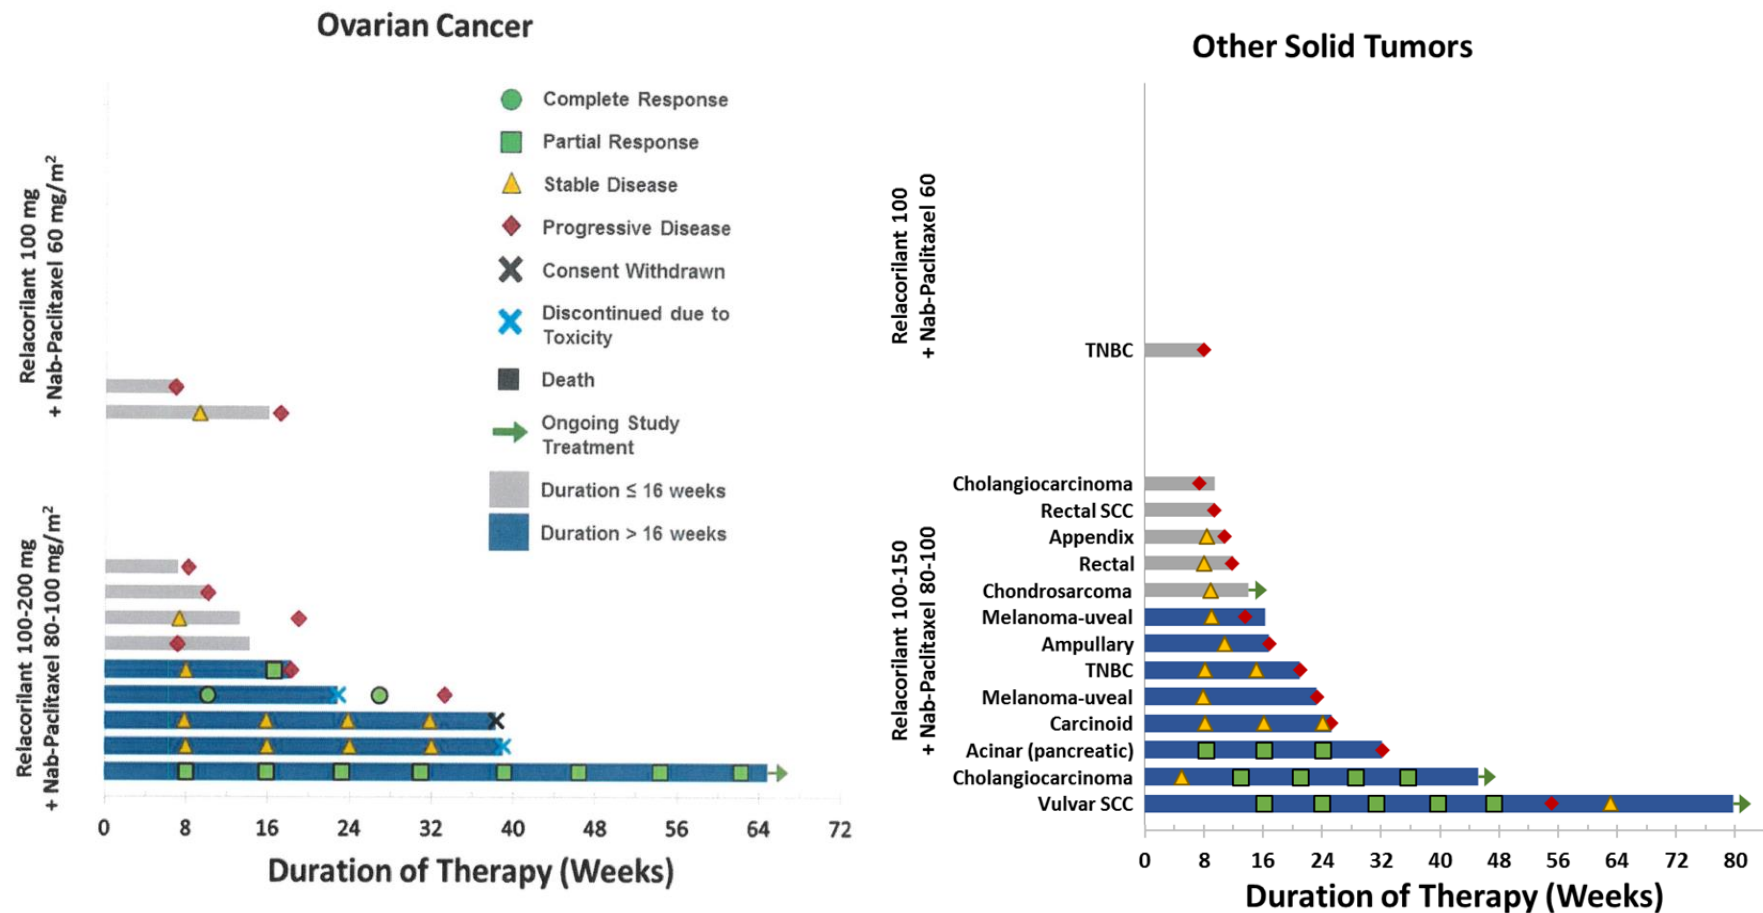 Ovarian Cancer
Complete Response
Partial Response
Stable Disease
Progressive Disease
Consent Withdrawn
Discontinued due to
Toxicity
Death
Ongoing Study
Treatment
Duration ≤ 16 weeks
Duration > 16 weeks
Relacorilant 100 mg
+ Nab-Paclitaxel 60 mg/m²
Relacorilant 100-200 mg
+ Nab-Paclitaxel 80-100 mg/m²
0 8 16 24 32 40 48 56 64 72
Duration of Therapy (Weeks)
Other Solid Tumors
Relacorilant 100
+ Nab-Paclitaxel 60
TNBC
Relacorilant 100-150
+ Nab-Paclitaxel 80-100
Cholangiocarcinoma
Rectal SCC
Appendix
Rectal
Chondrosarcoma
Melanoma-uveal
Ampullary
TNBC
Melanoma-uveal
Carcinoid
Acinar (pancreatic)
Cholangiocarcinoma
Vulvar SCC
0 8 16 24 32 40 48 56 64 72 80
Duration of Therapy (Weeks)